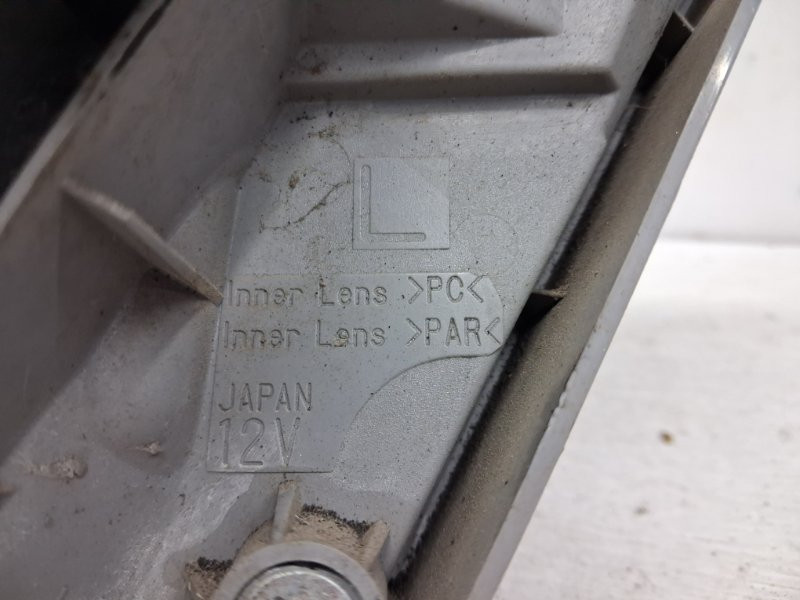 L
Inner Lens >PC<
Inner Lens >PAR<
JAPAN
12V